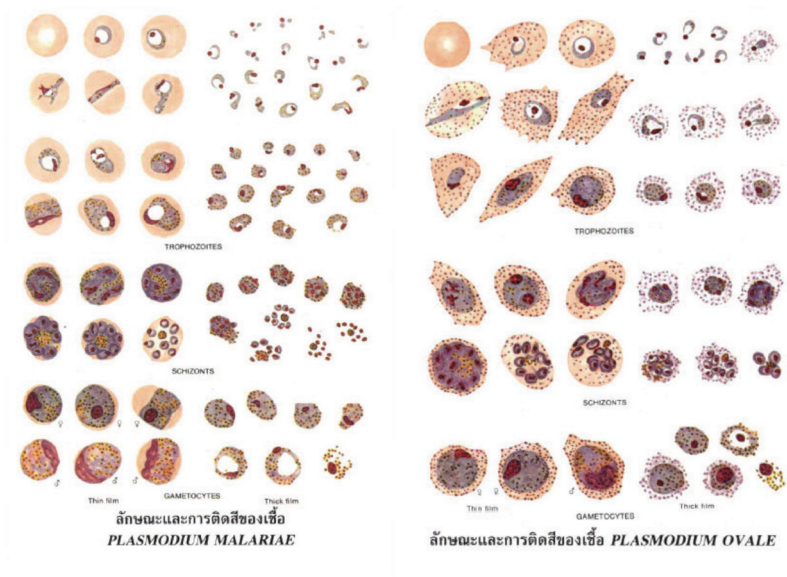 TROPHOZOITES
SCHIZONTS
♀ ♀ ♀
♂ ♂ ♂
GAMETOCYTES
Thin film Thick film
ลักษณะและการติดสีของเชื้อ
PLASMODIUM MALARIAE
TROPHOZOITES
SCHIZONTS
♀ ♀ ♂
Thin film Thick film
GAMETOCYTES
ลักษณะและการติดสีของเชื้อ PLASMODIUM OVALE